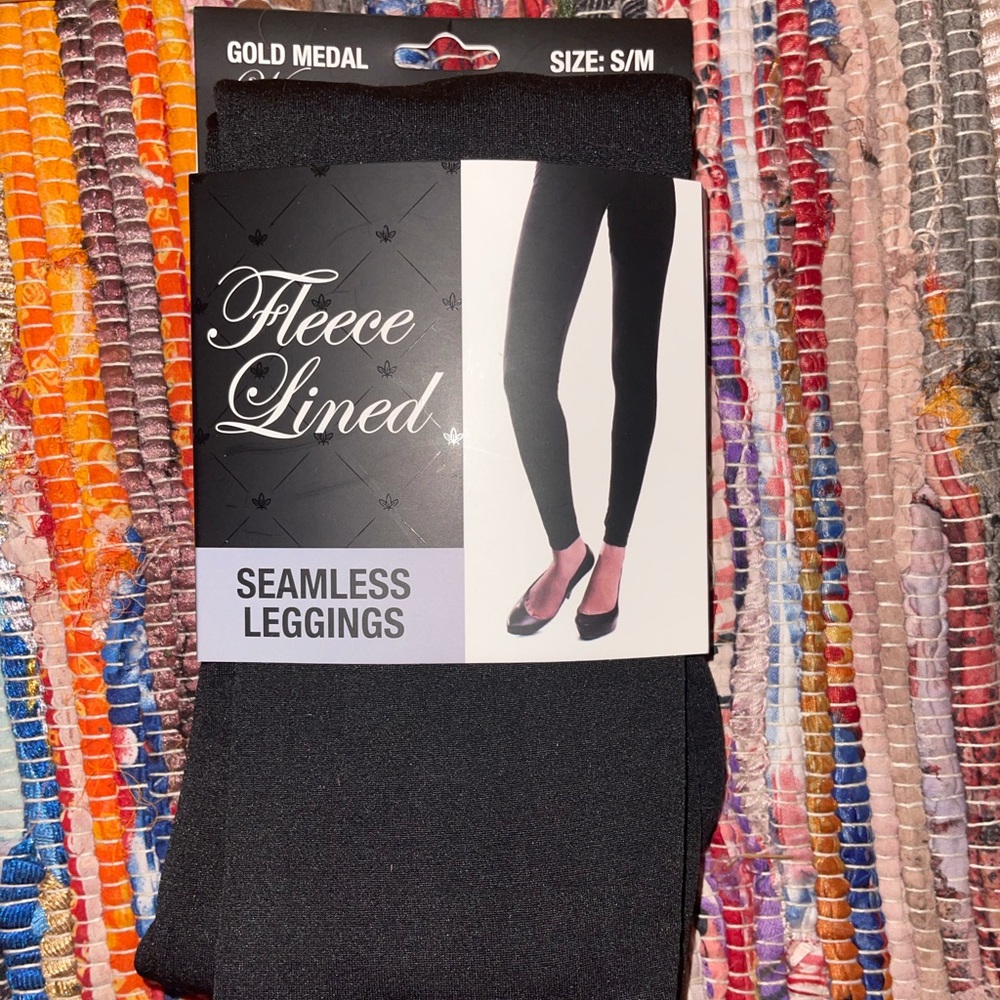 GOLD MEDAL
SIZE: S/M
Fleece
Lined
SEAMLESS
LEGGINGS